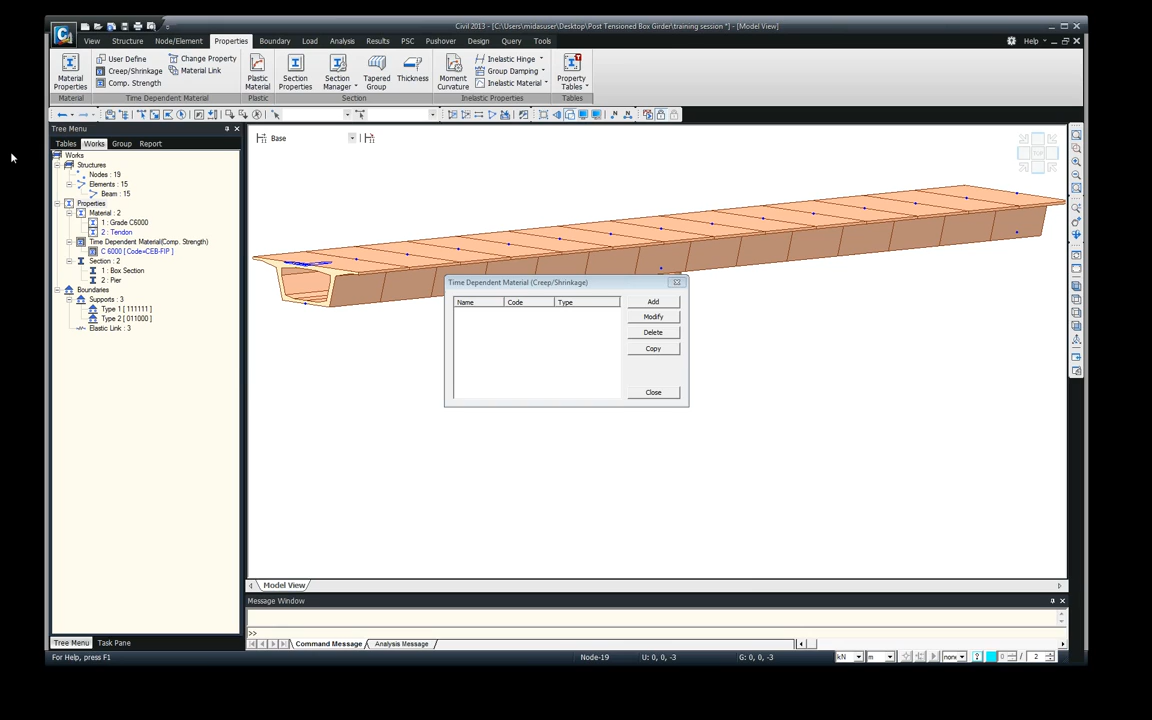 Civil 2013 - [C:\Users\midasuser\Desktop\Post Tensioned Box Girder\training session *] - [Model View]
View Structure Node/Element Properties Boundary Load Analysis Results PSC Pushover Design Query Tools Help
Material Properties
User Define
Creep/Shrinkage
Comp. Strength
Change Property
Material Link
Plastic Material
Section Properties
Section Manager
Tapered Group
Thickness
Moment Curvature
Inelastic Hinge
Group Damping
Inelastic Material
Property Tables
Material Time Dependent Material Plastic Section Inelastic Properties Tables
Tree Menu
Tables Works Group Report
Works
Structures
Nodes : 19
Elements : 15
Beam : 15
Properties
Material : 2
1 : Grade C6000
2 : Tendon
Time Dependent Material(Comp. Strength)
C 6000 [ Code=CEB-FIP ]
Section : 2
1 : Box Section
2 : Pier
Boundaries
Supports : 3
Type 1 [ 111111 ]
Type 2 [ 011000 ]
Elastic Link : 3
Base
TOP
Time Dependent Material (Creep/Shrinkage)
Name Code Type
Add
Modify
Delete
Copy
Close
Model View
Message Window
>>
Command Message Analysis Message
Tree Menu Task Pane
For Help, press F1 Node-19 U: 0, 0, -3 G: 0, 0, -3 kN m non 0 / 2